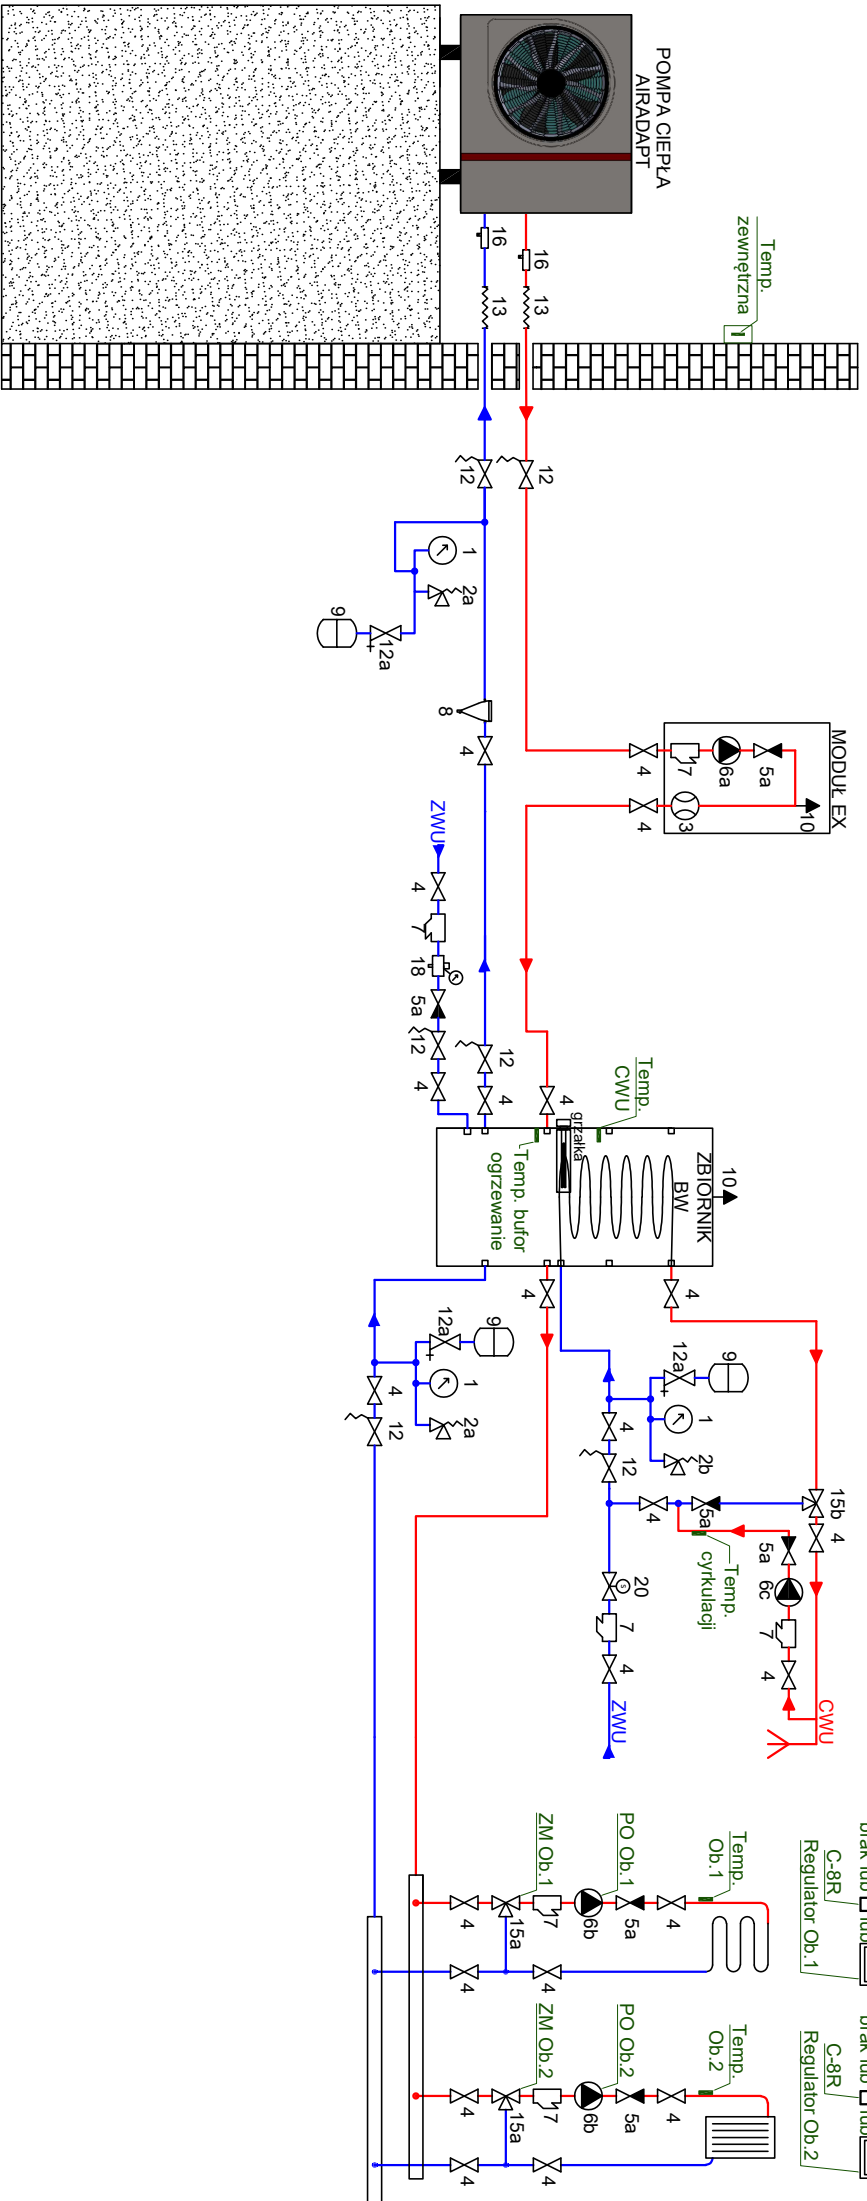 POMPA CIEPŁA
AIRADAPT
Temp.
zewnętrzna
16
16
13
13
12
12
1
2a
9
12a
8
4
MODUŁ EX
10
5a
6a
7
3
4
4
ZWU
4
7
18
5a
12
4
12
4
4
Temp.
CWU
grzałka
Temp. bufor
ogrzewanie
10
ZBIORNIK
BW
4
4
9
12a
1
2a
4
12
9
12a
1
2b
4
12
15b
4
5a
4
5a
6c
7
4
Temp.
cyrkulacji
CWU
20
7
4
ZWU
C-8R
Regulator Ob.1
Temp.
Ob.1
PO Ob.1
ZM Ob.1
4
5a
6b
7
15a
4
4
4
C-8R
Regulator Ob.2
Temp.
Ob.2
PO Ob.2
ZM Ob.2
4
5a
6b
7
15a
4
4
4